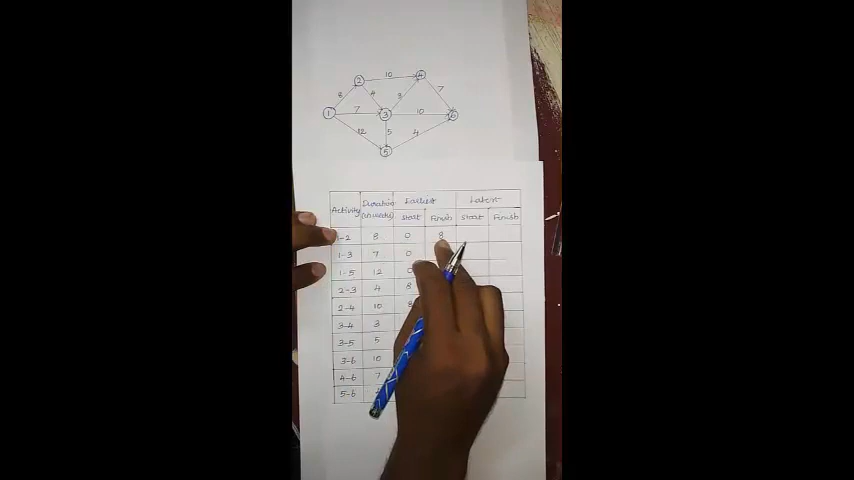 2 10 4
8 4 7
1 7 3 3 10 6
12 5 4
5
Activity Duration (in weeks) Earliest Latest
Start Finish Start Finish
1-2 8 0 8
1-3 7 0
1-5 12 0
2-3 4 8
2-4 10 8
3-4 3
3-5 5
3-6 10
4-6 7
5-6